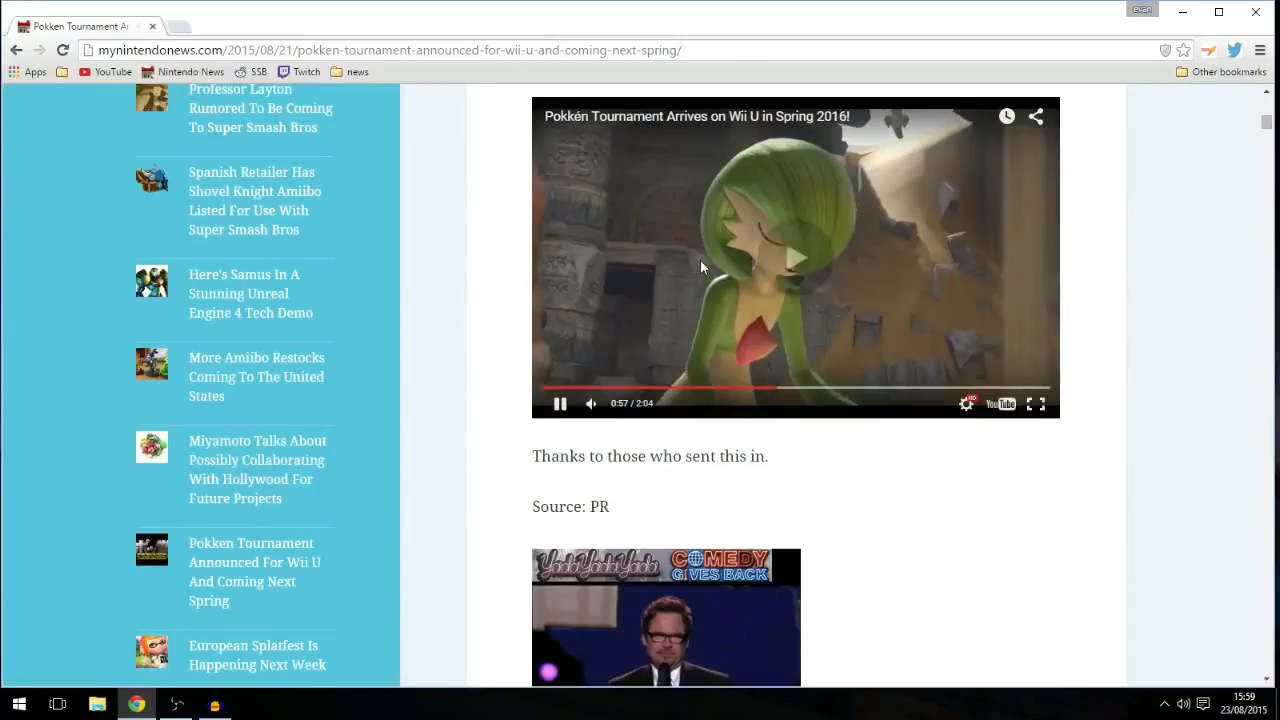 evan
Pokken Tournament Ar
mynintendonews.com/2015/08/21/pokken-tournament-announced-for-wii-u-and-coming-next-spring/
Apps
YouTube
Nintendo News
SSB
Twitch
news
Other bookmarks
Professor Layton
Rumored To Be Coming
To Super Smash Bros
Spanish Retailer Has
Shovel Knight Amiibo
Listed For Use With
Super Smash Bros
Here's Samus In A
Stunning Unreal
Engine 4 Tech Demo
More Amiibo Restocks
Coming To The United
States
Miyamoto Talks About
Possibly Collaborating
With Hollywood For
Future Projects
Pokken Tournament
Announced For Wii U
And Coming Next
Spring
European Splatfest Is
Happening Next Week
Pokkén Tournament Arrives on Wii U in Spring 2016!
0:57 / 2:04
HD
YouTube
Thanks to those who sent this in.
Source: PR
YadaYadaYada
COMEDY
GIVES BACK
15:59
23/08/2015